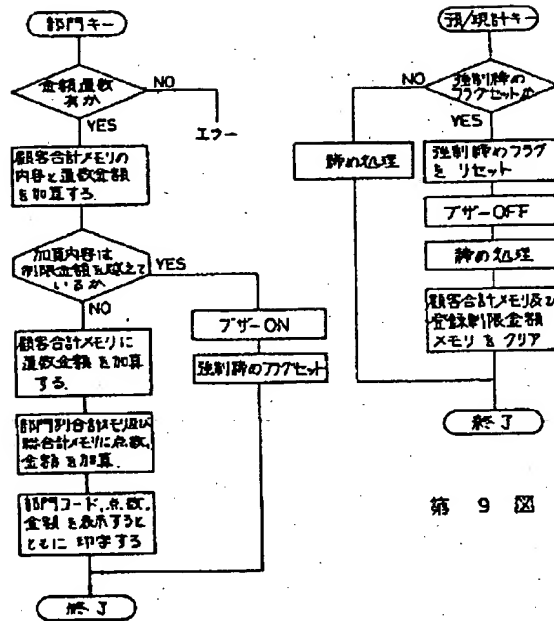 部門キー
金額置数
有か
NO
エラー
YES
顧客合計メモリの
内容と置数金額
を加算する.
加算内容は
制限金額を越えて
いるか
YES
NO
ブザーON
強制締めフラグセット
顧客合計メモリに
置数金額を加算
する.
部門別合計メモリ及び
総合計メモリに点数,
金額を加算.
部門コード,点数,
金額を表示すると
ともに印字する
終了
預/現計キー
強制締めの
フラグセットか
NO
YES
締め処理
強制締めフラグ
をリセット
ブザーOFF
締め処理
顧客合計メモリ及び
登録制限金額
メモリをクリア
終了
第9図